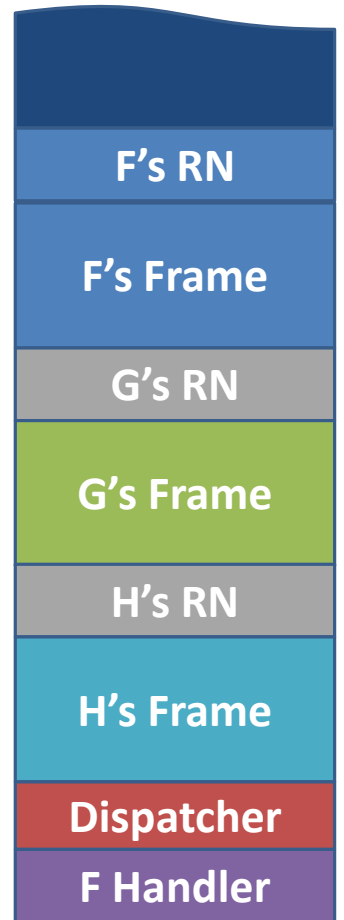 F’s RN
F’s Frame
G’s RN
G’s Frame
H’s RN
H’s Frame
Dispatcher
F Handler